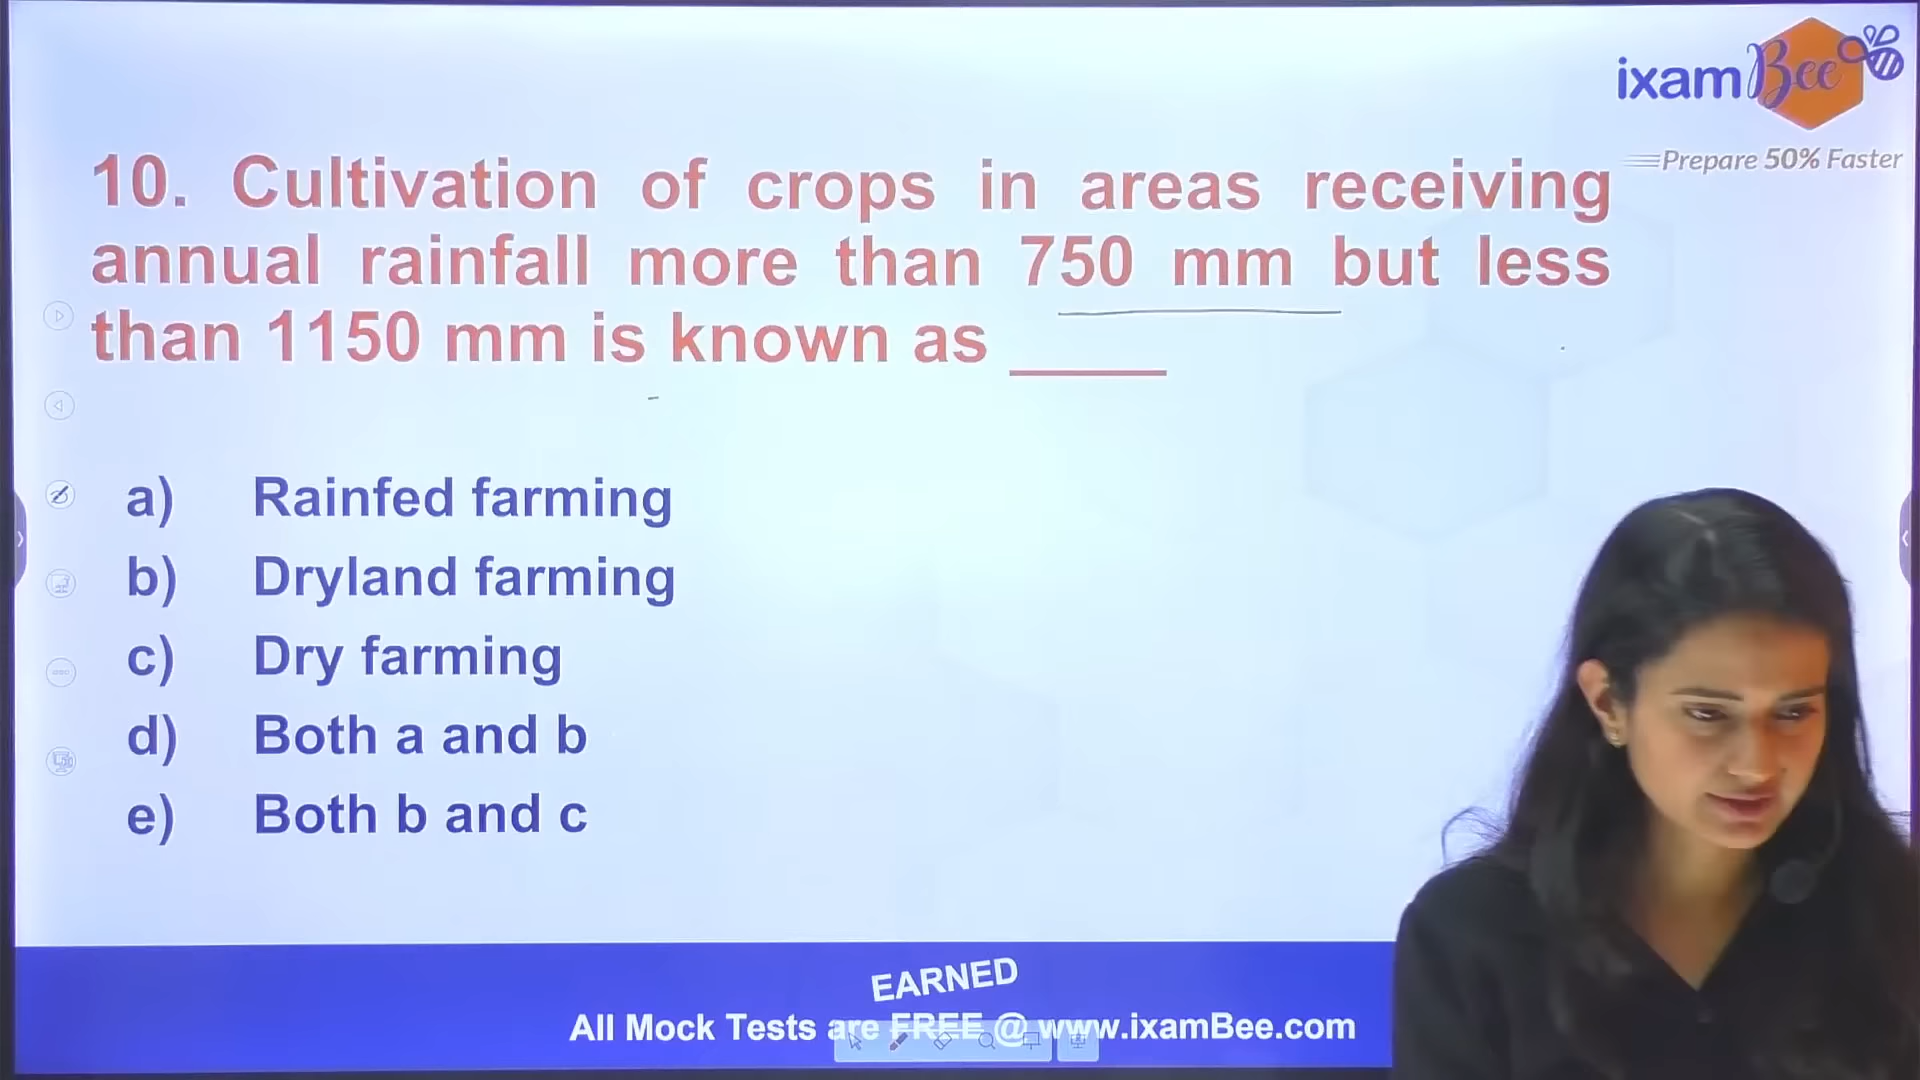 ixamBee
Prepare 50% Faster
10. Cultivation of crops in areas receiving
annual rainfall more than 750 mm but less
than 1150 mm is known as ______
a) Rainfed farming
b) Dryland farming
c) Dry farming
d) Both a and b
e) Both b and c
EARNED
All Mock Tests are FREE @ www.ixamBee.com